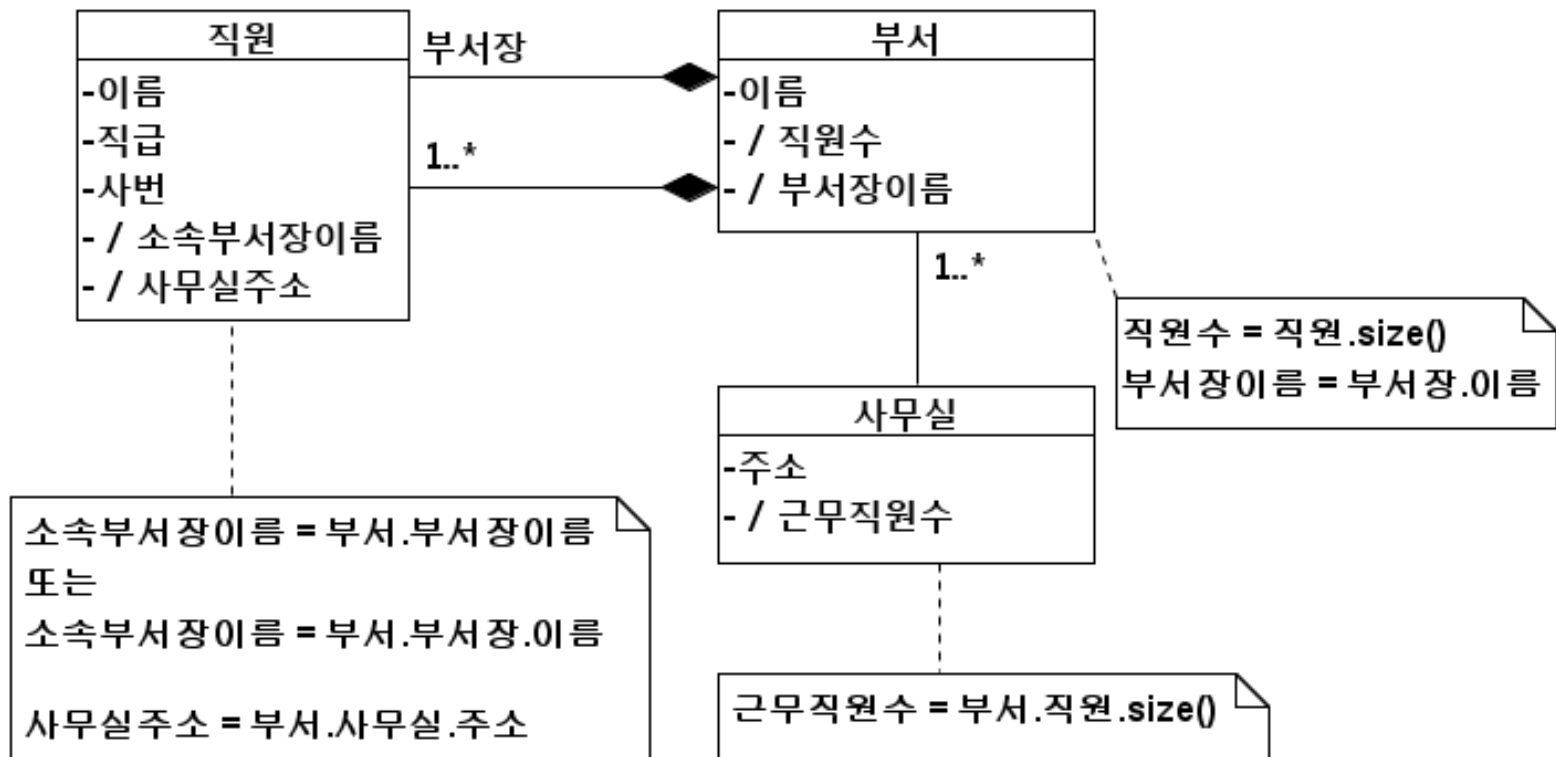 직원
-이름
-직급
-사번
- / 소속부서장이름
- / 사무실주소
부서장
1..*
부서
-이름
- / 직원수
- / 부서장이름
1..*
직원수 = 직원.size()
부서장이름 = 부서장.이름
사무실
-주소
- / 근무직원수
소속부서장이름 = 부서.부서장이름
또는
소속부서장이름 = 부서.부서장.이름
사무실주소 = 부서.사무실.주소
근무직원수 = 부서.직원.size()